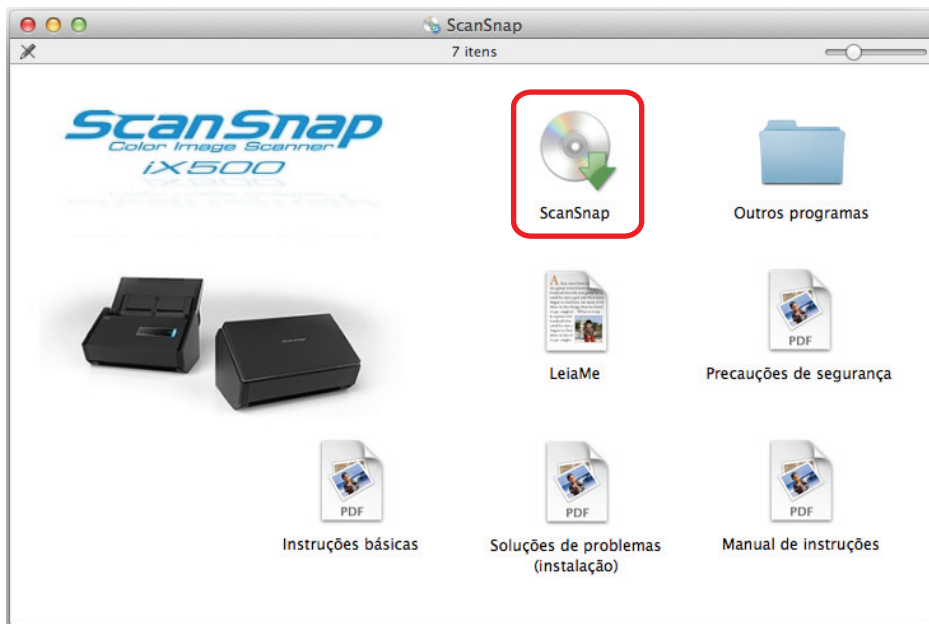 ScanSnap
7 itens
ScanSnap
Color Image Scanner
iX500
ScanSnap
Outros programas
LeiaMe
PDF
Precauções de segurança
PDF
Instruções básicas
PDF
Soluções de problemas
(instalação)
PDF
Manual de instruções